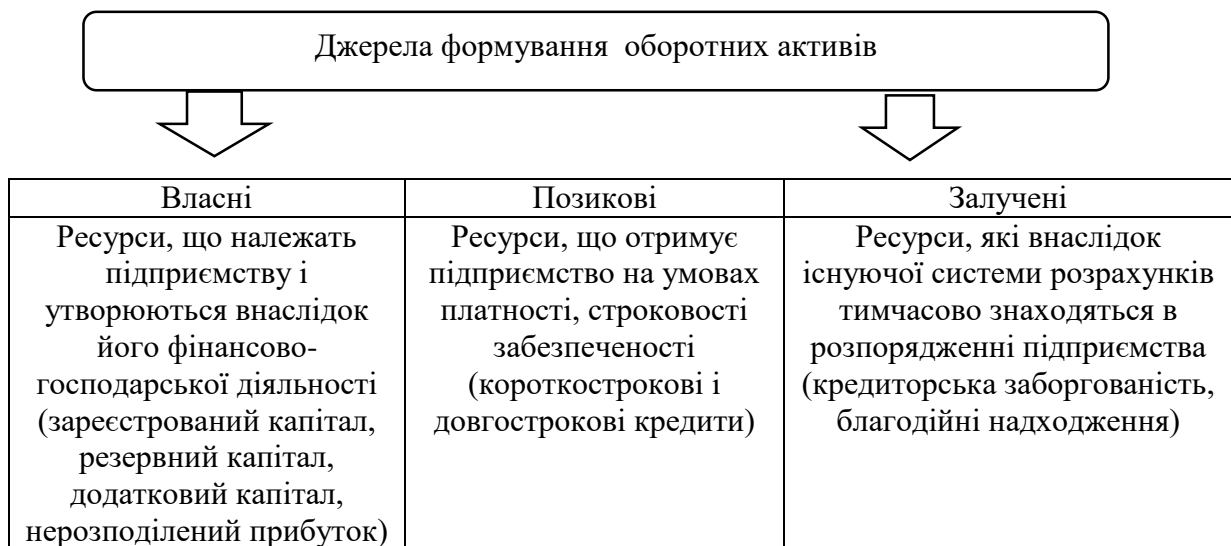 Джерела формування оборотних активів
Власні
Ресурси, що належать
підприємству і
утворюються внаслідок
його фінансово-
господарської діяльності
(зареєстрований капітал,
резервний капітал,
додатковий капітал,
нерозподілений прибуток)
Позикові
Ресурси, що отримує
підприємство на умовах
платності, строковості
забезпеченості
(короткострокові і
довгострокові кредити)
Залучені
Ресурси, які внаслідок
існуючої системи розрахунків
тимчасово знаходяться в
розпорядженні підприємства
(кредиторська заборгованість,
благодійні надходження)